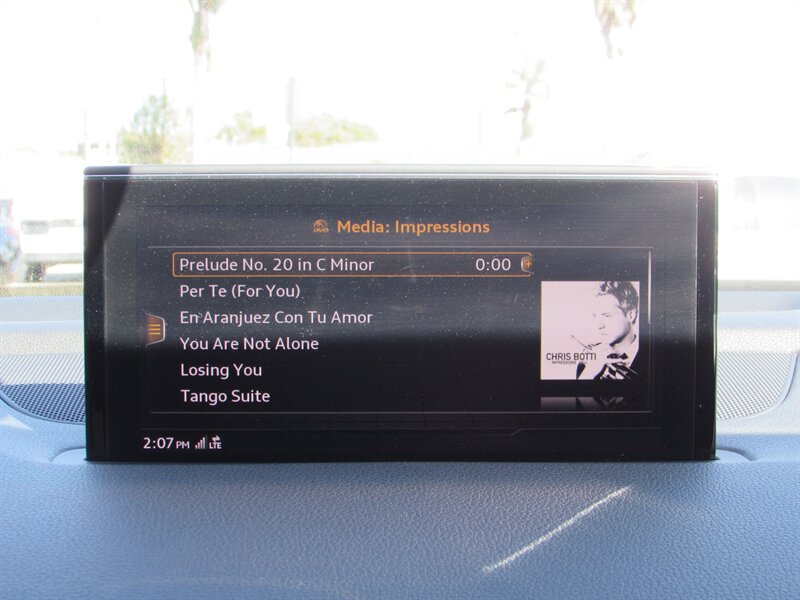 Media: Impressions
Prelude No. 20 in C Minor 0:00
Per Te (For You)
En Aranjuez Con Tu Amor
You Are Not Alone
Losing You
Tango Suite
CHRIS BOTTI
IMPRESSIONS
2:07 PM LTE